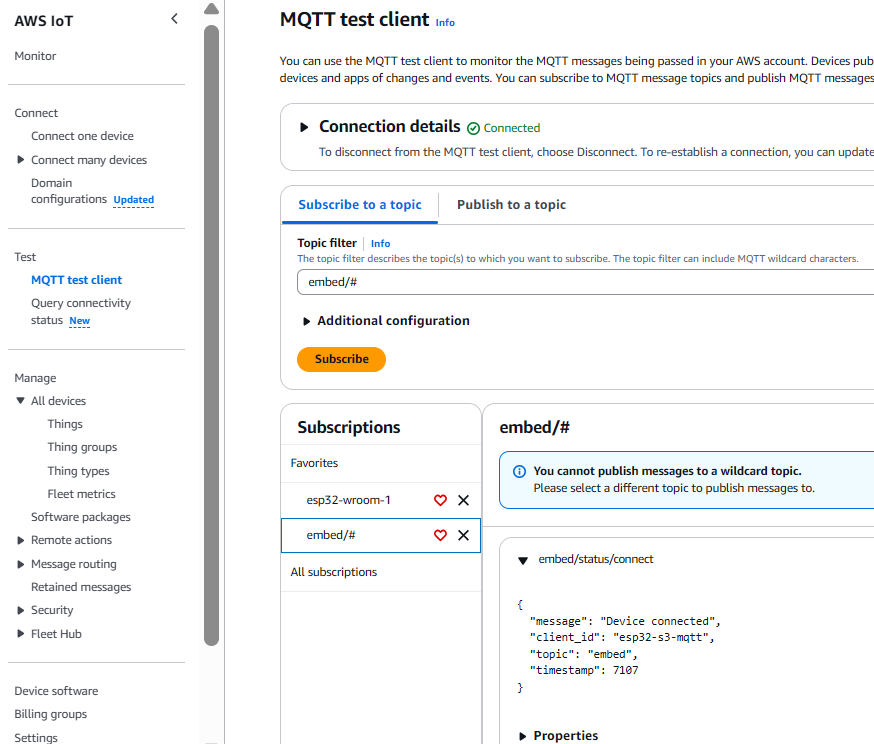 AWS IoT
Monitor
Connect
Connect one device
Connect many devices
Domain
configurations Updated
Test
MQTT test client
Query connectivity
status New
Manage
All devices
Things
Thing groups
Thing types
Fleet metrics
Software packages
Remote actions
Message routing
Retained messages
Security
Fleet Hub
Device software
Billing groups
Settings
MQTT test client Info
You can use the MQTT test client to monitor the MQTT messages being passed in your AWS account. Devices pub
devices and apps of changes and events. You can subscribe to MQTT message topics and publish MQTT messages
Connection details Connected
To disconnect from the MQTT test client, choose Disconnect. To re-establish a connection, you can update
Subscribe to a topic Publish to a topic
Topic filter Info
The topic filter describes the topic(s) to which you want to subscribe. The topic filter can include MQTT wildcard characters.
embed/#
Additional configuration
Subscribe
Subscriptions
Favorites
esp32-wroom-1
embed/#
All subscriptions
embed/#
You cannot publish messages to a wildcard topic.
Please select a different topic to publish messages to.
embed/status/connect
{
"message": "Device connected",
"client_id": "esp32-s3-mqtt",
"topic": "embed",
"timestamp": 7107
}
Properties